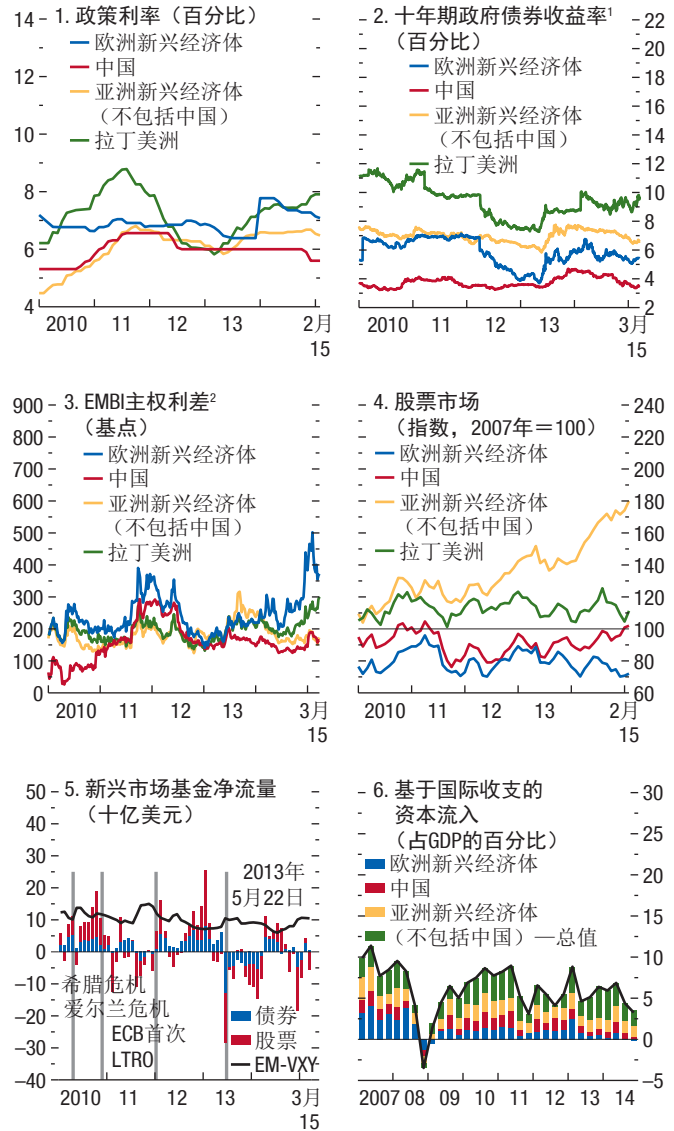 1. 政策利率（百分比）
欧洲新兴经济体
中国
亚洲新兴经济体
（不包括中国）
拉丁美洲
14
12
10
8
6
4
2010 11 12 13 2月
15
2. 十年期政府债券收益率¹
（百分比）
欧洲新兴经济体
中国
亚洲新兴经济体
（不包括中国）
拉丁美洲
22
20
18
16
14
12
10
8
6
4
2
2010 11 12 13 3月
15
3. EMBI主权利差²
（基点）
欧洲新兴经济体
中国
亚洲新兴经济体
（不包括中国）
拉丁美洲
900
800
700
600
500
400
300
200
100
0
2010 11 12 13 3月
15
4. 股票市场
（指数，2007年＝100）
欧洲新兴经济体
中国
亚洲新兴经济体
（不包括中国）
拉丁美洲
240
220
200
180
160
140
120
100
80
60
2010 11 12 13 2月
15
5. 新兴市场基金净流量
（十亿美元）
2013年
5月22日
希腊危机
爱尔兰危机
ECB首次
LTRO
债券
股票
EM-VXY
50
40
30
20
10
0
–10
–20
–30
–40
2010 11 12 13 3月
15
6. 基于国际收支的
资本流入
（占GDP的百分比）
欧洲新兴经济体
中国
亚洲新兴经济体
（不包括中国）—总值
30
25
20
15
10
5
0
–5
2007 08 09 10 11 12 13 14